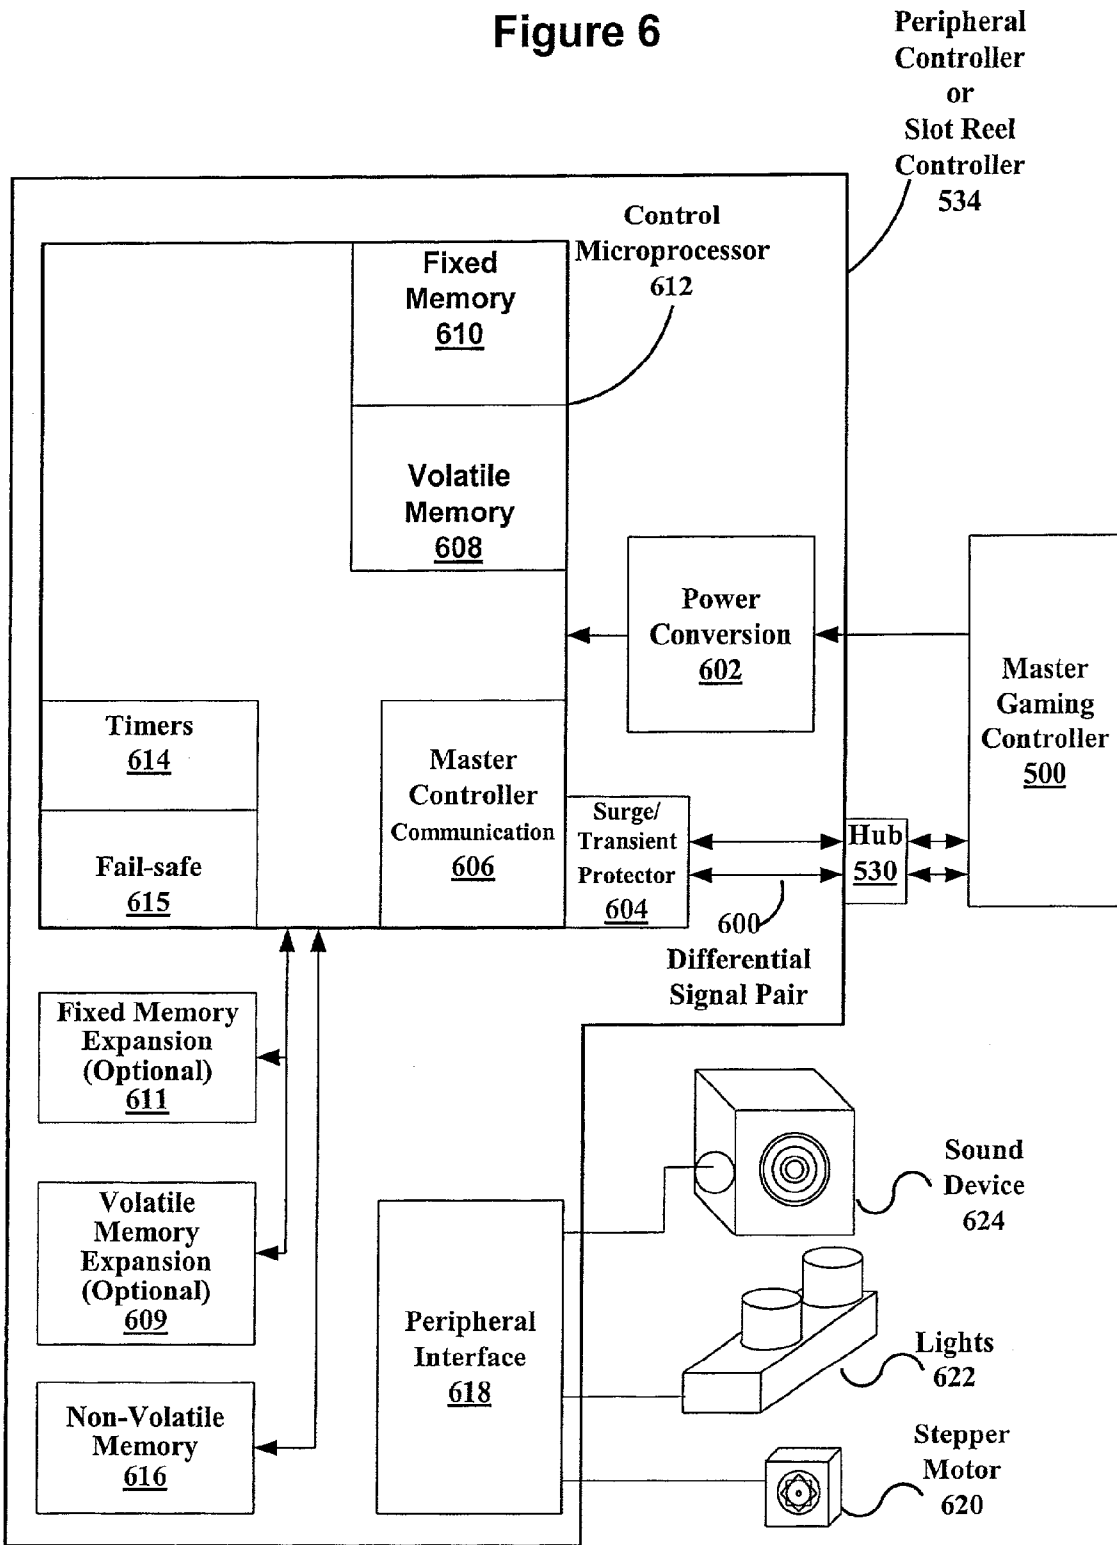 Figure 6
Peripheral
Controller
or
Slot Reel
Controller
534
Control
Microprocessor
612
Fixed
Memory
610
Volatile
Memory
608
Power
Conversion
602
Master
Gaming
Controller
500
Timers
614
Fail-safe
615
Master
Controller
Communication
606
Surge/
Transient
Protector
604
Hub
530
600
Differential
Signal Pair
Fixed Memory
Expansion
(Optional)
611
Volatile
Memory
Expansion
(Optional)
609
Non-Volatile
Memory
616
Peripheral
Interface
618
Sound
Device
624
Lights
622
Stepper
Motor
620